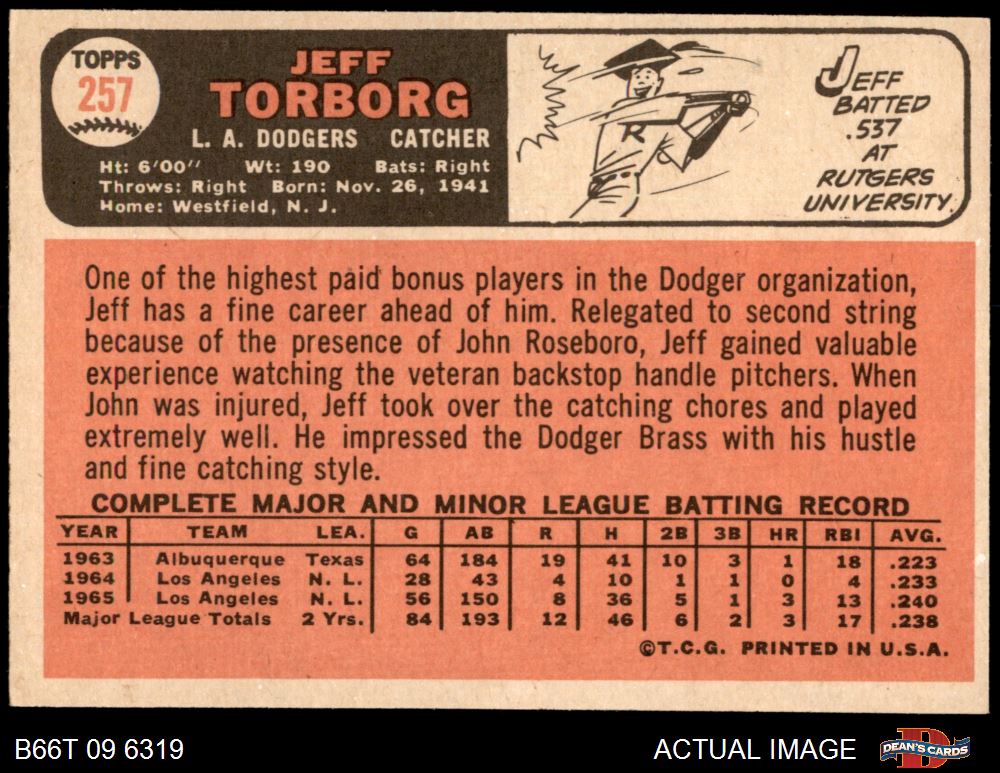 TOPPS
257
JEFF
TORBORG
L. A. DODGERS CATCHER
Ht: 6'00" Wt: 190 Bats: Right
Throws: Right Born: Nov. 26, 1941
Home: Westfield, N. J.
R
JEFF
BATTED
.537
AT
RUTGERS
UNIVERSITY.
One of the highest paid bonus players in the Dodger organization,
Jeff has a fine career ahead of him. Relegated to second string
because of the presence of John Roseboro, Jeff gained valuable
experience watching the veteran backstop handle pitchers. When
John was injured, Jeff took over the catching chores and played
extremely well. He impressed the Dodger Brass with his hustle
and fine catching style.
COMPLETE MAJOR AND MINOR LEAGUE BATTING RECORD
YEAR TEAM LEA. G AB R H 2B 3B HR RBI AVG.
1963 Albuquerque Texas 64 184 19 41 10 3 1 18 .223
1964 Los Angeles N. L. 28 43 4 10 1 1 0 4 .233
1965 Los Angeles N. L. 56 150 8 36 5 1 3 13 .240
Major League Totals 2 Yrs. 84 193 12 46 6 2 3 17 .238
©T.C.G. PRINTED IN U.S.A.
B66T 09 6319 ACTUAL IMAGE D DEAN'S CARDS